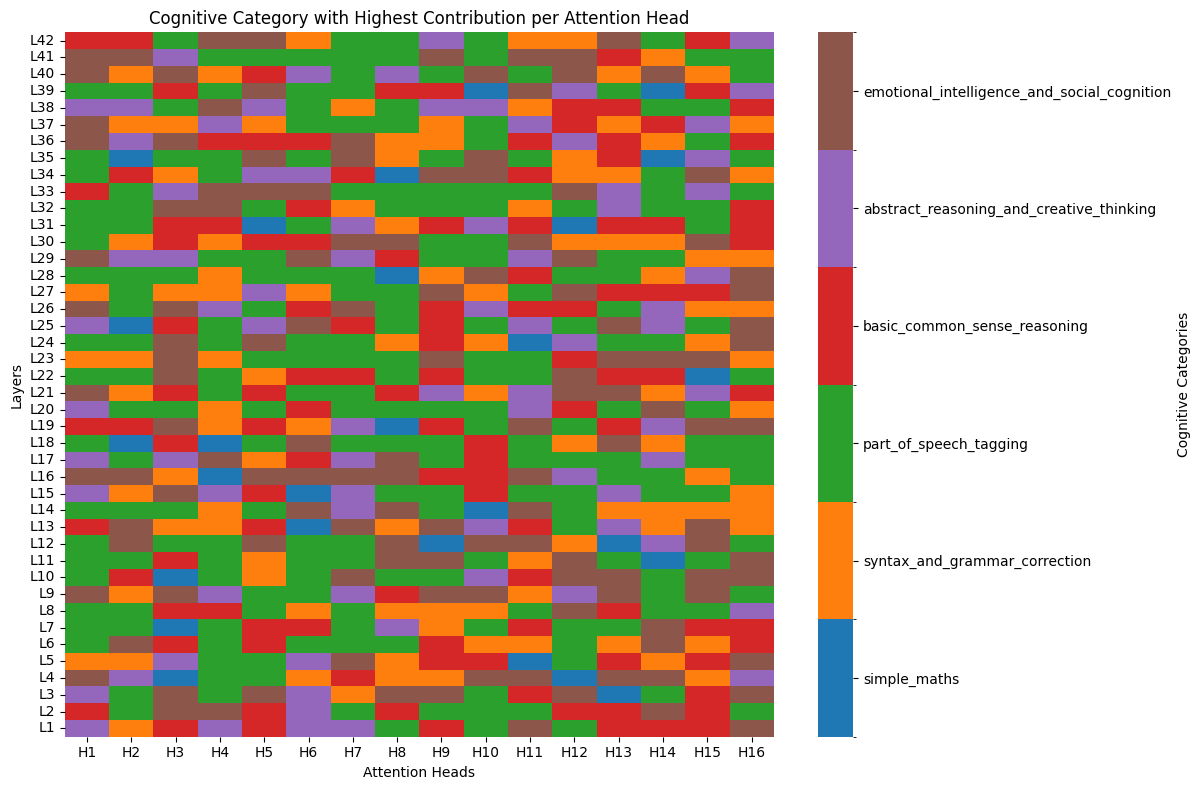 Cognitive Category with Highest Contribution per Attention Head
Layers
L42
L41
L40
L39
L38
L37
L36
L35
L34
L33
L32
L31
L30
L29
L28
L27
L26
L25
L24
L23
L22
L21
L20
L19
L18
L17
L16
L15
L14
L13
L12
L11
L10
L9
L8
L7
L6
L5
L4
L3
L2
L1
H1 H2 H3 H4 H5 H6 H7 H8 H9 H10 H11 H12 H13 H14 H15 H16
Attention Heads
emotional_intelligence_and_social_cognition
abstract_reasoning_and_creative_thinking
basic_common_sense_reasoning
part_of_speech_tagging
syntax_and_grammar_correction
simple_maths
Cognitive Categories